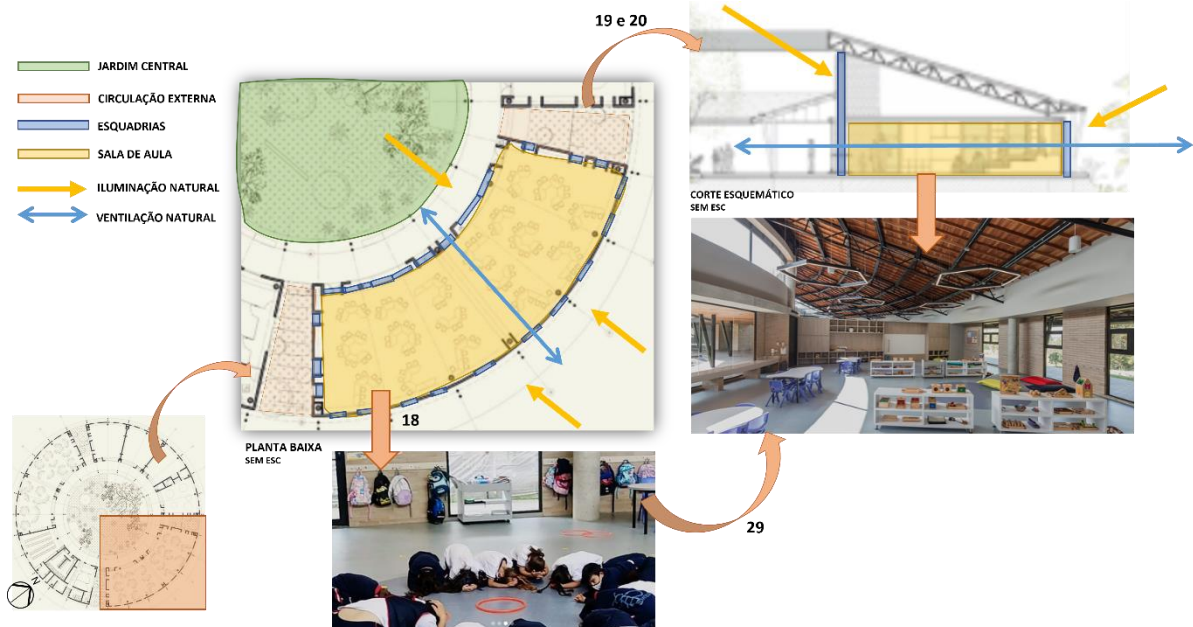 19 e 20
JARDIM CENTRAL
CIRCULAÇÃO EXTERNA
ESQUADRIAS
SALA DE AULA
ILUMINAÇÃO NATURAL
VENTILAÇÃO NATURAL
CORTE ESQUEMÁTICO
SEM ESC
18
PLANTA BAIXA
SEM ESC
29
N